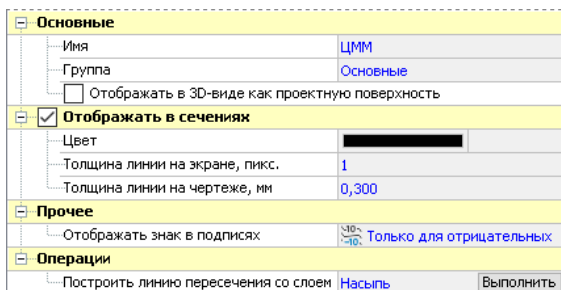 Основные
Имя ЦММ
Группа Основные
Отображать в 3D-виде как проектную поверхность
Отображать в сечениях
Цвет
Толщина линии на экране, пикс. 1
Толщина линии на чертеже, мм 0,300
Прочее
Отображать знак в подписях Только для отрицательных
Операции
Построить линию пересечения со слоем Насыпь Выполнить